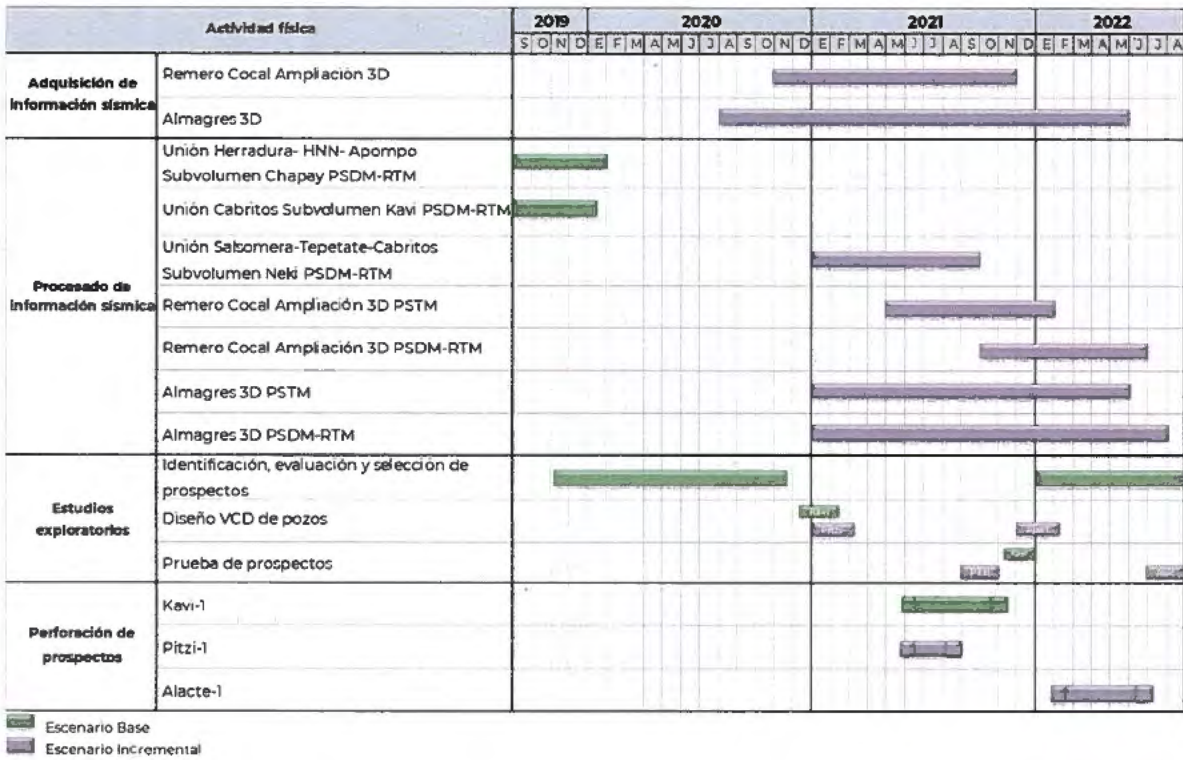 Actividad física
2019 2020 2021 2022
S O N D E F M A M J J A S O N D E F M A M J J A S O N D E F M A M J J A
Adquisición de
información sísmica
Remero Cocal Ampliación 3D
Almagres 3D
Procesado de
información sísmica
Unión Herradura- HNN- Apompo
Subvolumen Chapay PSDM-RTM
Unión Cabritos Subvolumen Kavi PSDM-RTM
Unión Salsomera-Tepetate-Cabritos
Subvolumen Neki PSDM-RTM
Remero Cocal Ampliación 3D PSTM
Remero Cocal Ampliación 3D PSDM-RTM
Almagres 3D PSTM
Almagres 3D PSDM-RTM
Estudios
exploratorios
Identificación, evaluación y selección de
prospectos
Diseño VCD de pozos
Prueba de prospectos
Perforación de
prospectos
Kavi-1
Pitzi-1
Alacte-1
Escenario Base
Escenario Incremental